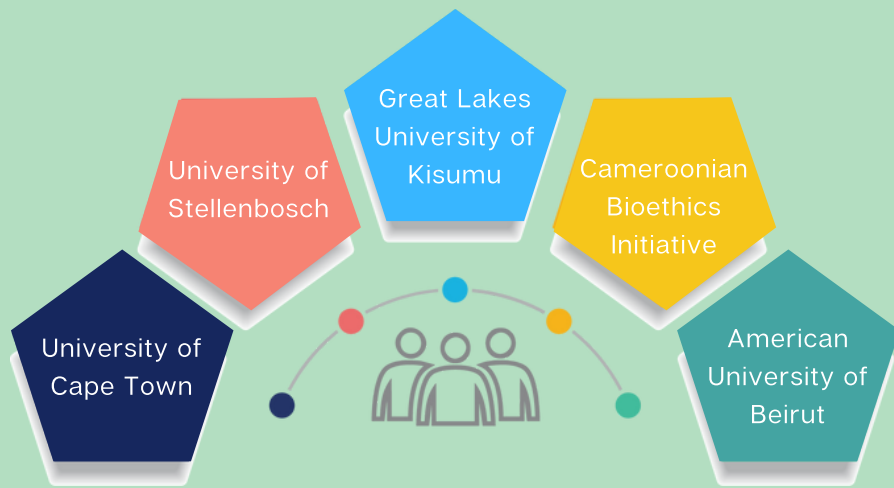 University of
Cape Town
University of
Stellenbosch
Great Lakes
University of
Kisumu
Cameroonian
Bioethics
Initiative
American
University of
Beirut